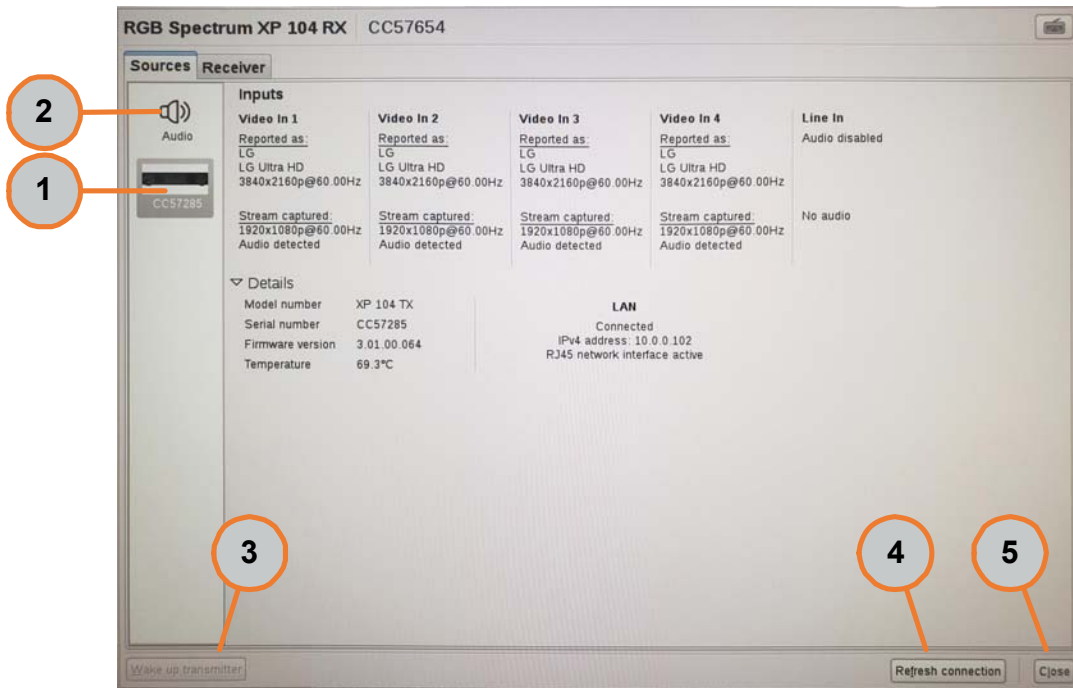 RGB Spectrum XP 104 RX CC57654
Sources Receiver
2
Audio
1
CC57285
Inputs
Video In 1 Video In 2 Video In 3 Video In 4 Line In
Reported as: Reported as: Reported as: Reported as: Audio disabled
LG LG LG LG
LG Ultra HD LG Ultra HD LG Ultra HD LG Ultra HD
3840x2160p@60.00Hz 3840x2160p@60.00Hz 3840x2160p@60.00Hz 3840x2160p@60.00Hz
Stream captured: Stream captured: Stream captured: Stream captured: No audio
1920x1080p@60.00Hz 1920x1080p@60.00Hz 1920x1080p@60.00Hz 1920x1080p@60.00Hz
Audio detected Audio detected Audio detected Audio detected
Details
Model number XP 104 TX LAN
Serial number CC57285 Connected
Firmware version 3.01.00.064 IPv4 address: 10.0.0.102
Temperature 69.3°C RJ45 network interface active
3 4 5
Wake up transmitter Refresh connection Close